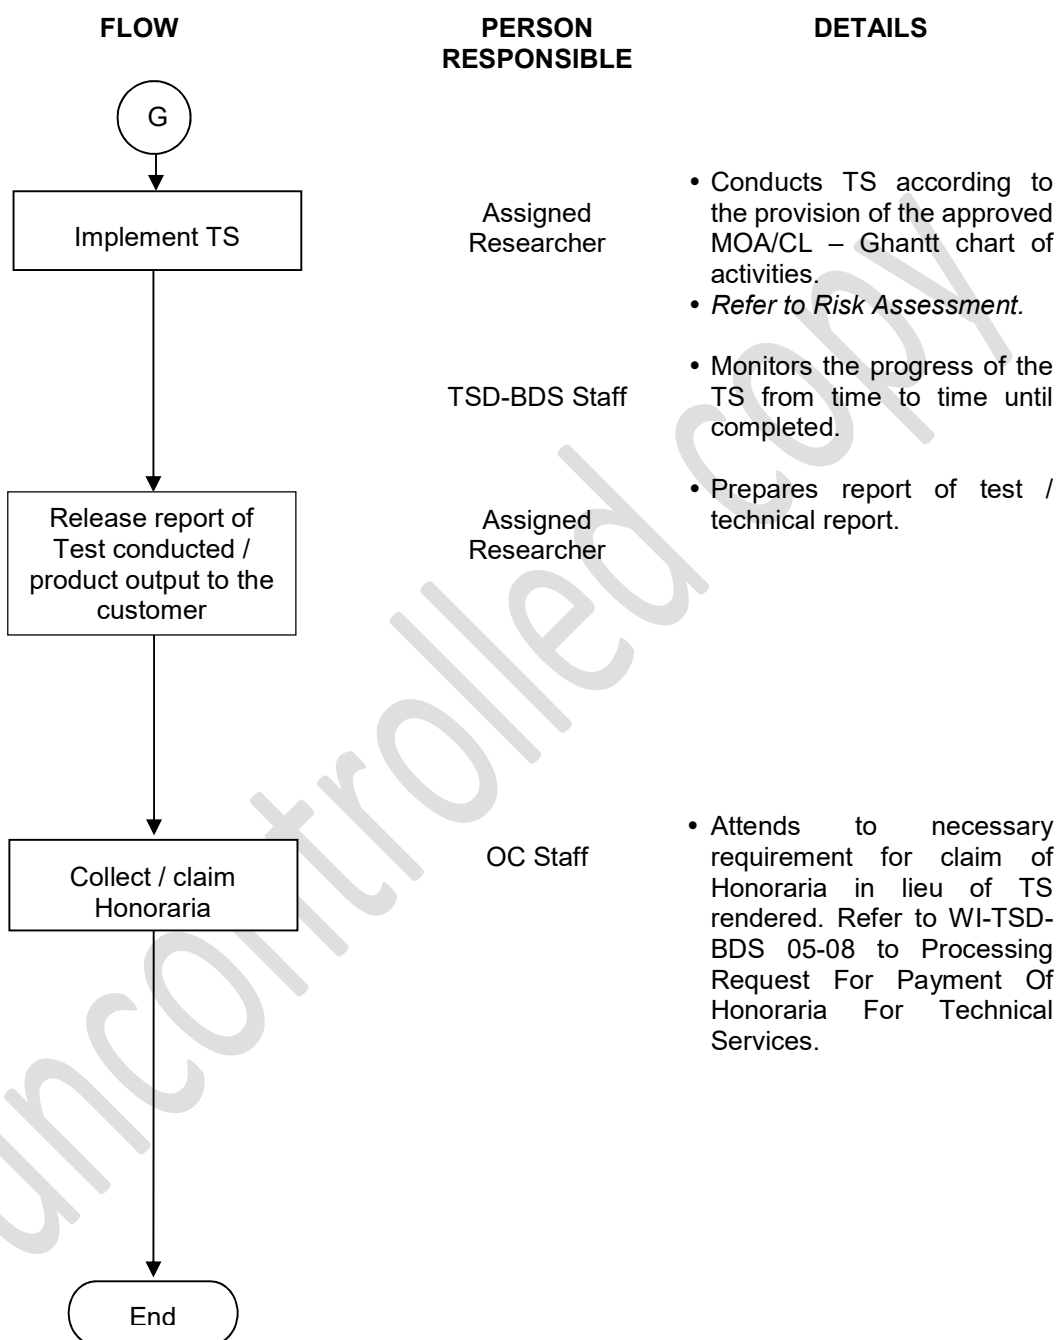 FLOW
PERSON
RESPONSIBLE
DETAILS
G
Implement TS
Assigned
Researcher
• Conducts TS according to
the provision of the approved
MOA/CL – Ghantt chart of
activities.
• Refer to Risk Assessment.
TSD-BDS Staff
• Monitors the progress of the
TS from time to time until
completed.
Release report of
Test conducted /
product output to the
customer
Assigned
Researcher
• Prepares report of test /
technical report.
Collect / claim
Honoraria
OC Staff
• Attends to necessary
requirement for claim of
Honoraria in lieu of TS
rendered. Refer to WI-TSD-
BDS 05-08 to Processing
Request For Payment Of
Honoraria For Technical
Services.
End
uncontrolled copy